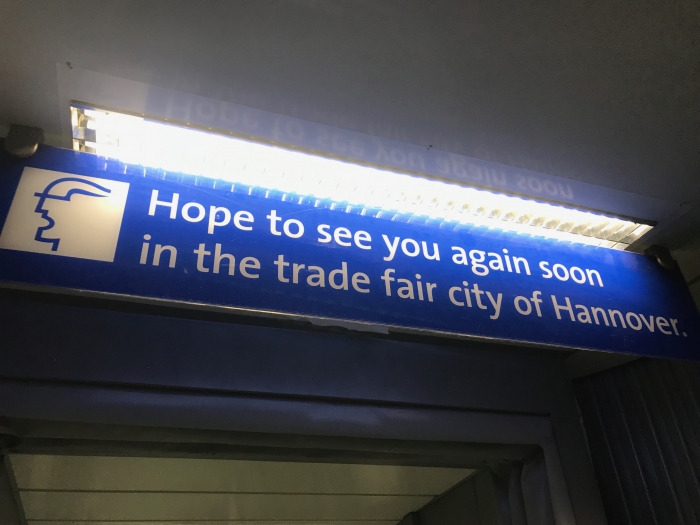 Hope to see you again soon
in the trade fair city of Hannover.